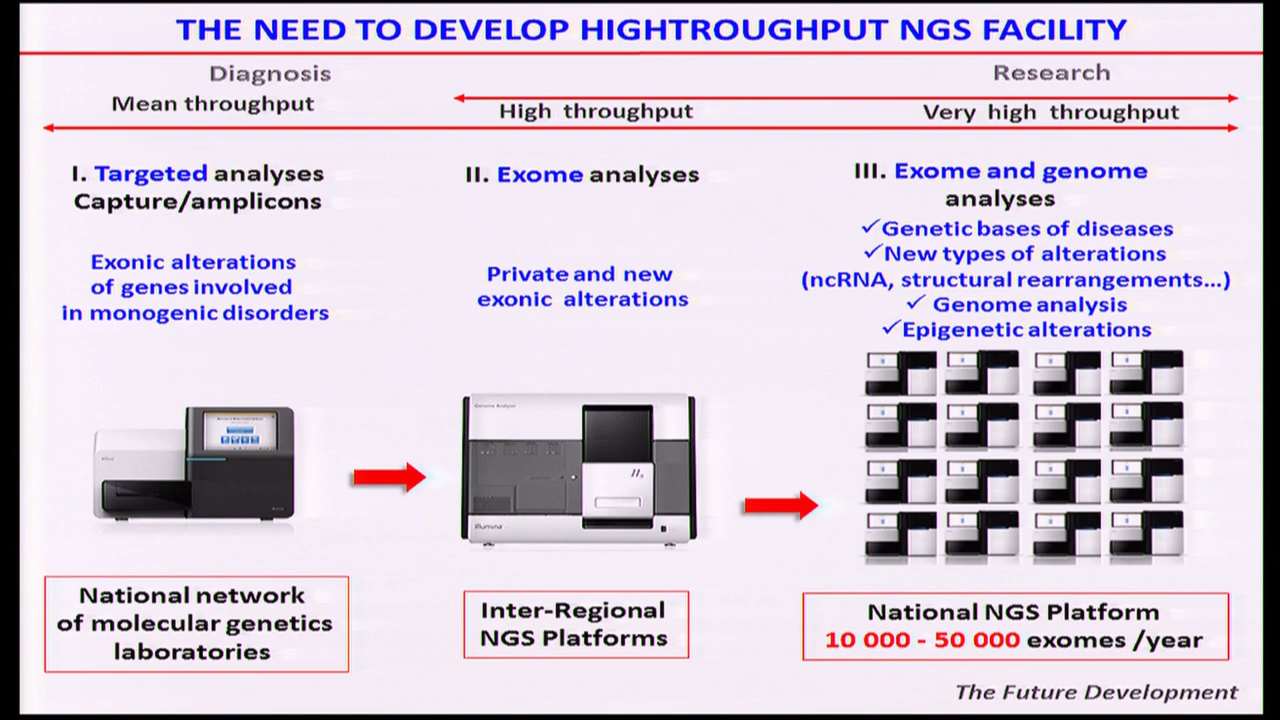 THE NEED TO DEVELOP HIGHTROUGHPUT NGS FACILITY
Diagnosis
Research
Mean throughput
High throughput
Very high throughput
I. Targeted analyses
Capture/amplicons
Exonic alterations
of genes involved
in monogenic disorders
II. Exome analyses
Private and new
exonic alterations
III. Exome and genome
analyses
✓Genetic bases of diseases
✓New types of alterations
(ncRNA, structural rearrangements...)
✓ Genome analysis
✓Epigenetic alterations
Genome Analyzer
IIx
illumina
National network
of molecular genetics
laboratories
Inter-Regional
NGS Platforms
National NGS Platform
10 000 - 50 000 exomes /year
The Future Development